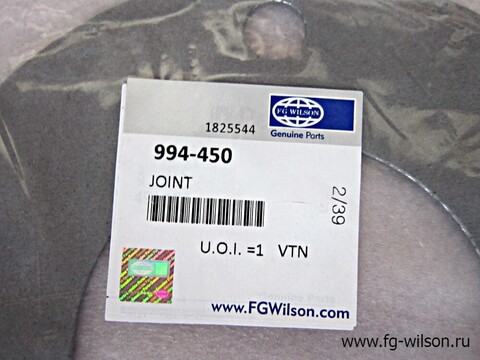 FG WILSON
Genuine Parts
1825544
994-450
JOINT
2/39
U.O.I. =1 VTN
www.FGWilson.com
www.fg-wilson.ru